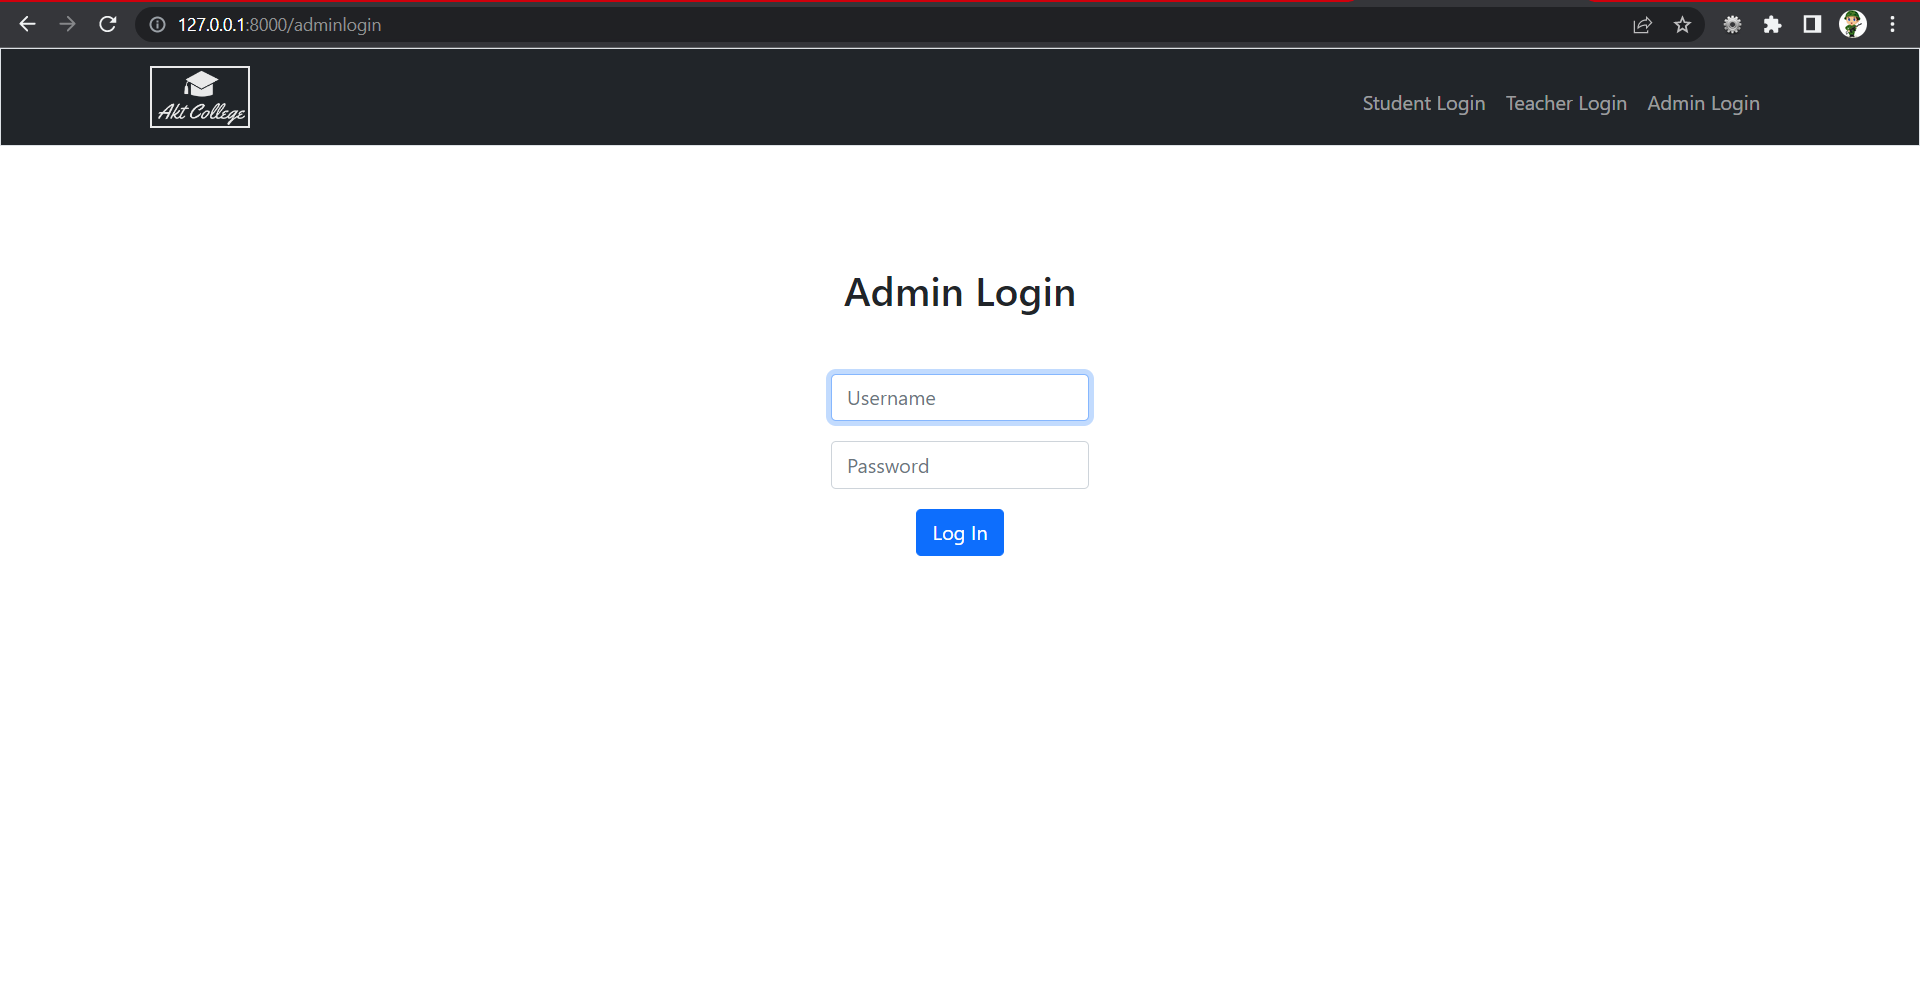 127.0.0.1:8000/adminlogin
Akt College
Student Login Teacher Login Admin Login
Admin Login
Username
Password
Log In